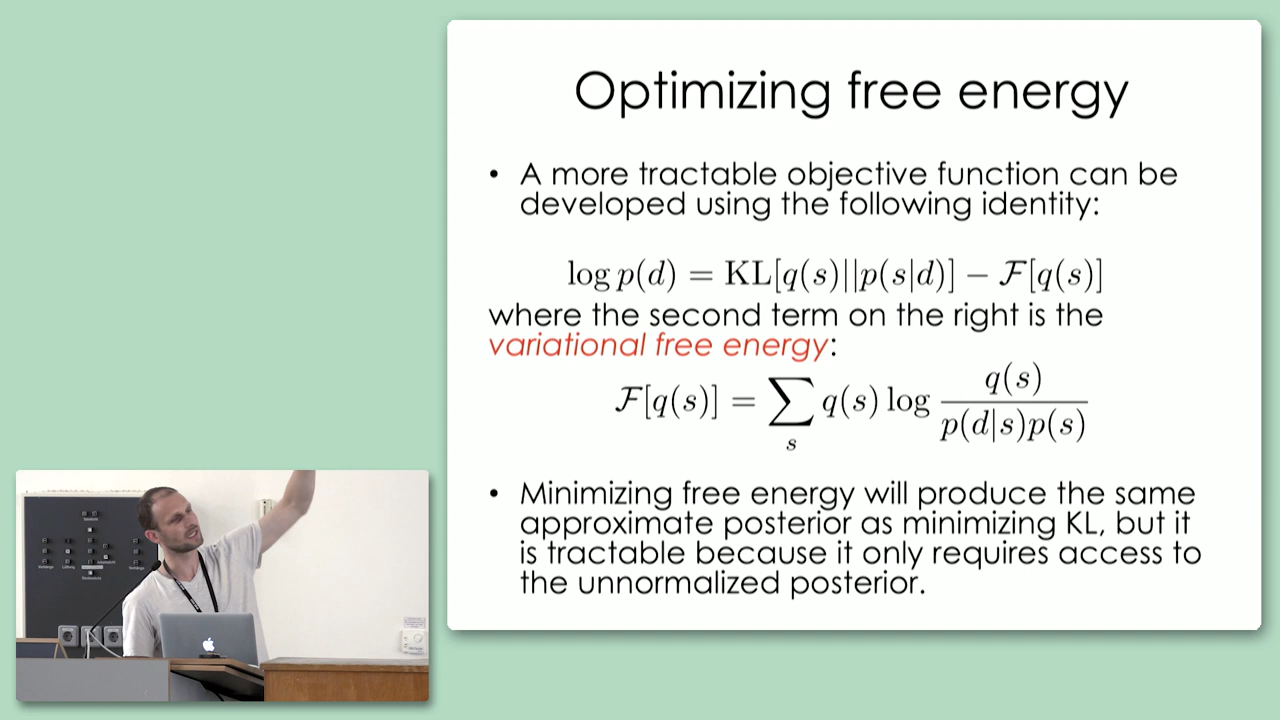 Optimizing free energy
• A more tractable objective function can be
developed using the following identity:
log p(d) = KL[q(s)||p(s|d)] − ℱ[q(s)]
where the second term on the right is the
variational free energy:
ℱ[q(s)] = ∑_s q(s) log q(s) / p(d|s)p(s)
• Minimizing free energy will produce the same
approximate posterior as minimizing KL, but it
is tractable because it only requires access to
the unnormalized posterior.